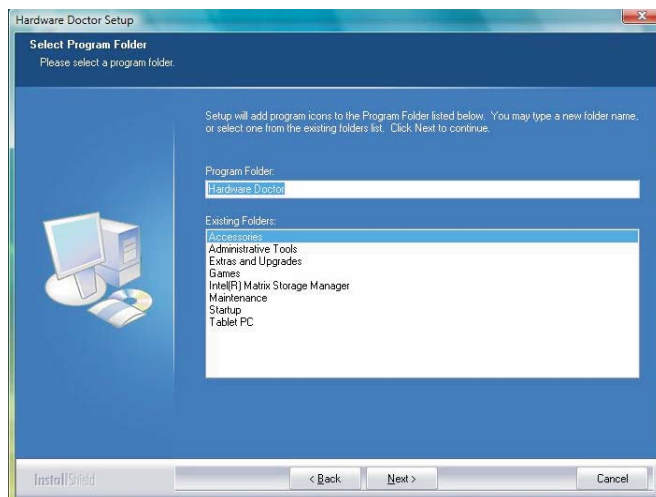 Hardware Doctor Setup
Select Program Folder
Please select a program folder.
Setup will add program icons to the Program Folder listed below. You may type a new folder name,
or select one from the existing folders list. Click Next to continue.
Program Folder:
Hardware Doctor
Existing Folders:
Accessories
Administrative Tools
Extras and Upgrades
Games
Intel(R) Matrix Storage Manager
Maintenance
Startup
Tablet PC
InstallShield
< Back
Next >
Cancel